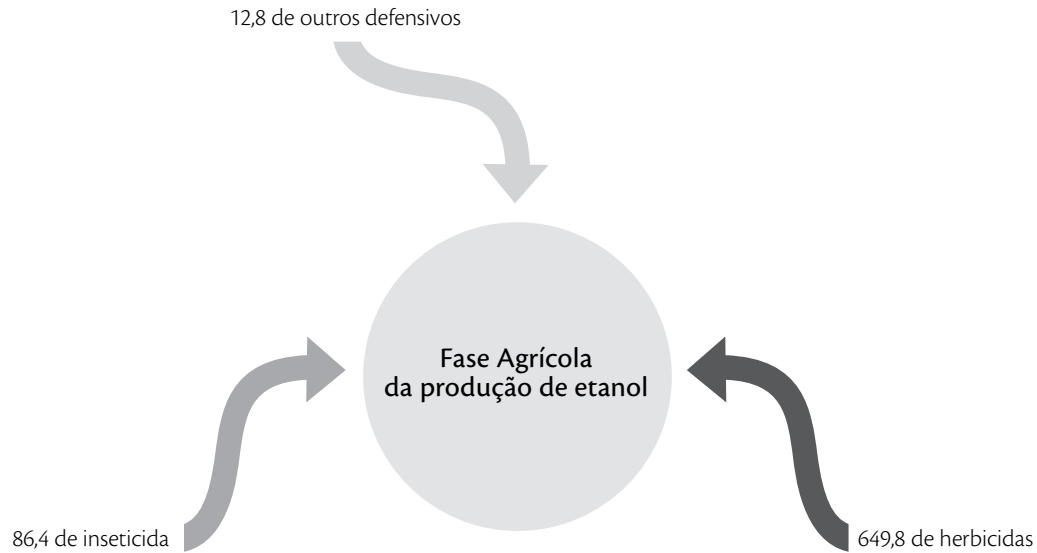 12,8 de outros defensivos
Fase Agrícola
da produção de etanol
86,4 de inseticida
649,8 de herbicidas